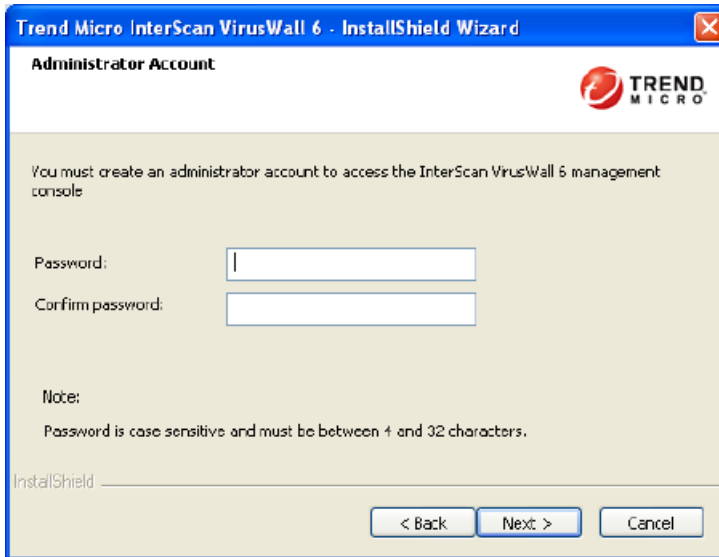 Trend Micro InterScan VirusWall 6 - InstallShield Wizard
Administrator Account
TREND
MICRO
You must create an administrator account to access the InterScan VirusWall 6 management
console
Password:
Confirm password:
Note:
Password is case sensitive and must be between 4 and 32 characters.
InstallShield
< Back
Next >
Cancel